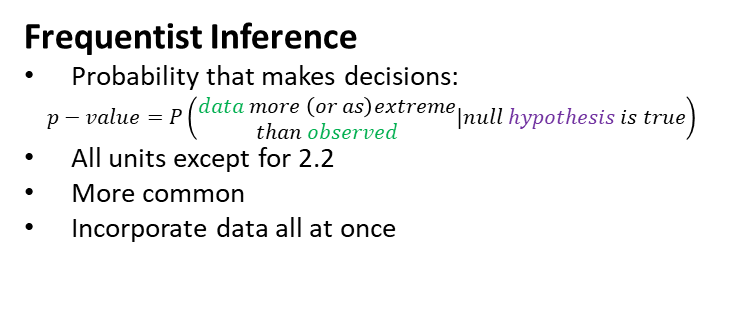 Frequentist Inference
• Probability that makes decisions:
p − value = P(data more (or as)extreme than observed|null hypothesis is true)
• All units except for 2.2
• More common
• Incorporate data all at once